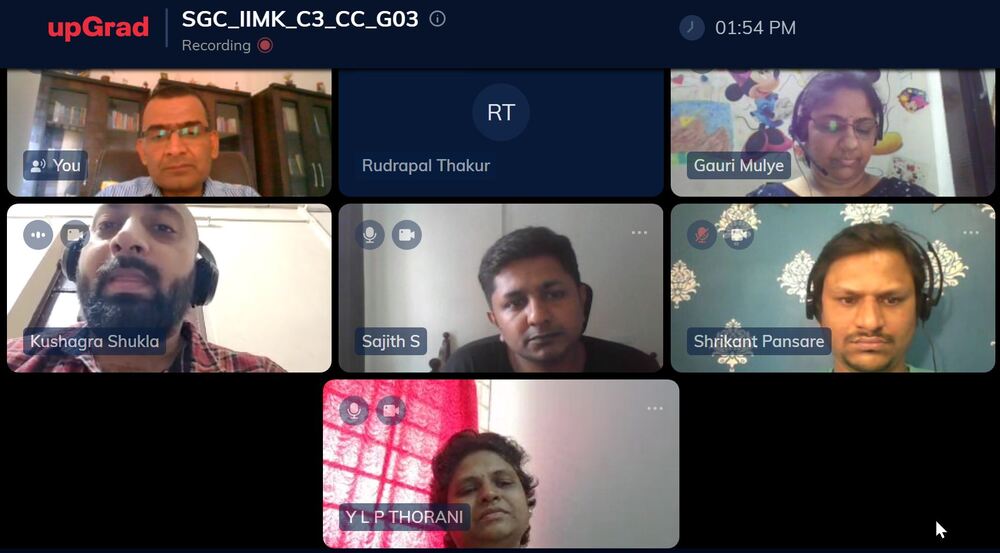 upGrad
SGC_IIMK_C3_CC_G03
Recording
01:54 PM
You
RT
Rudrapal Thakur
Gauri Mulye
Kushagra Shukla
Sajith S
Shrikant Pansare
Y L P THORANI